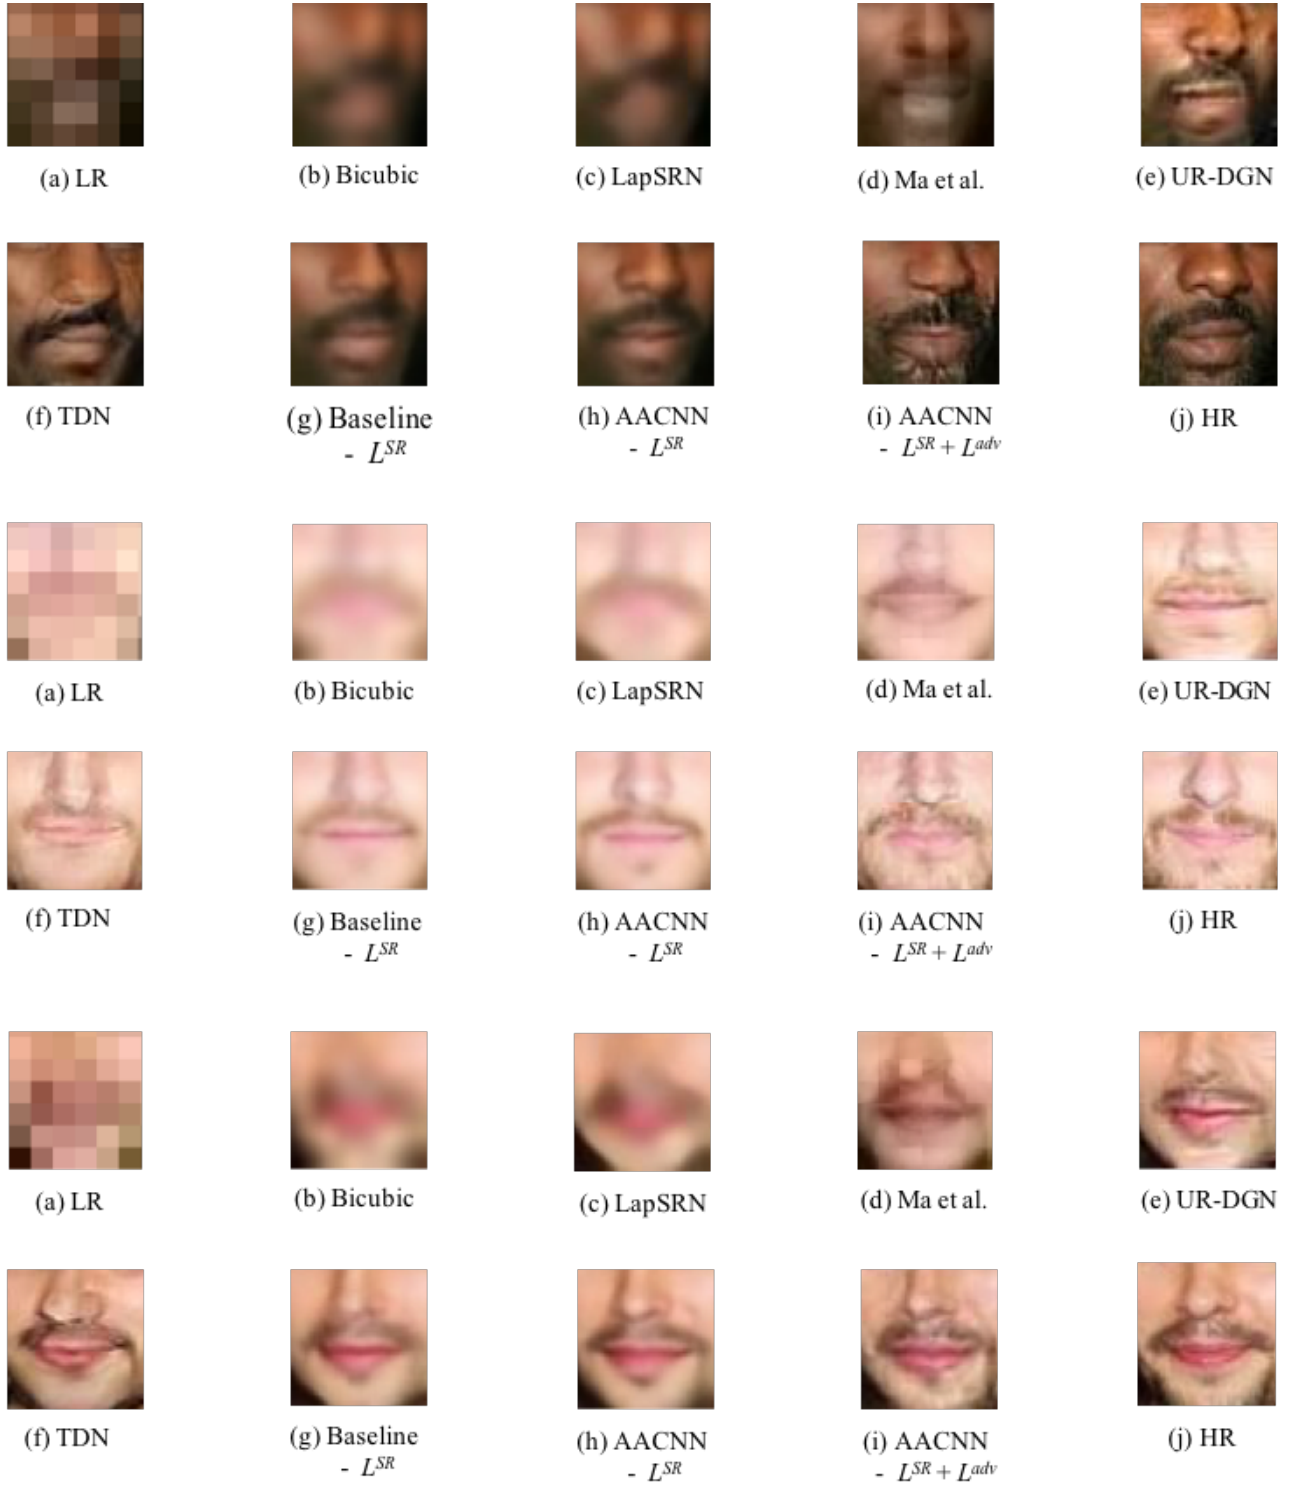 (a) LR
(b) Bicubic
(c) LapSRN
(d) Ma et al.
(e) UR-DGN
(f) TDN
(g) Baseline
- L^SR
(h) AACNN
- L^SR
(i) AACNN
- L^SR + L^adv
(j) HR
(a) LR
(b) Bicubic
(c) LapSRN
(d) Ma et al.
(e) UR-DGN
(f) TDN
(g) Baseline
- L^SR
(h) AACNN
- L^SR
(i) AACNN
- L^SR + L^adv
(j) HR
(a) LR
(b) Bicubic
(c) LapSRN
(d) Ma et al.
(e) UR-DGN
(f) TDN
(g) Baseline
- L^SR
(h) AACNN
- L^SR
(i) AACNN
- L^SR + L^adv
(j) HR